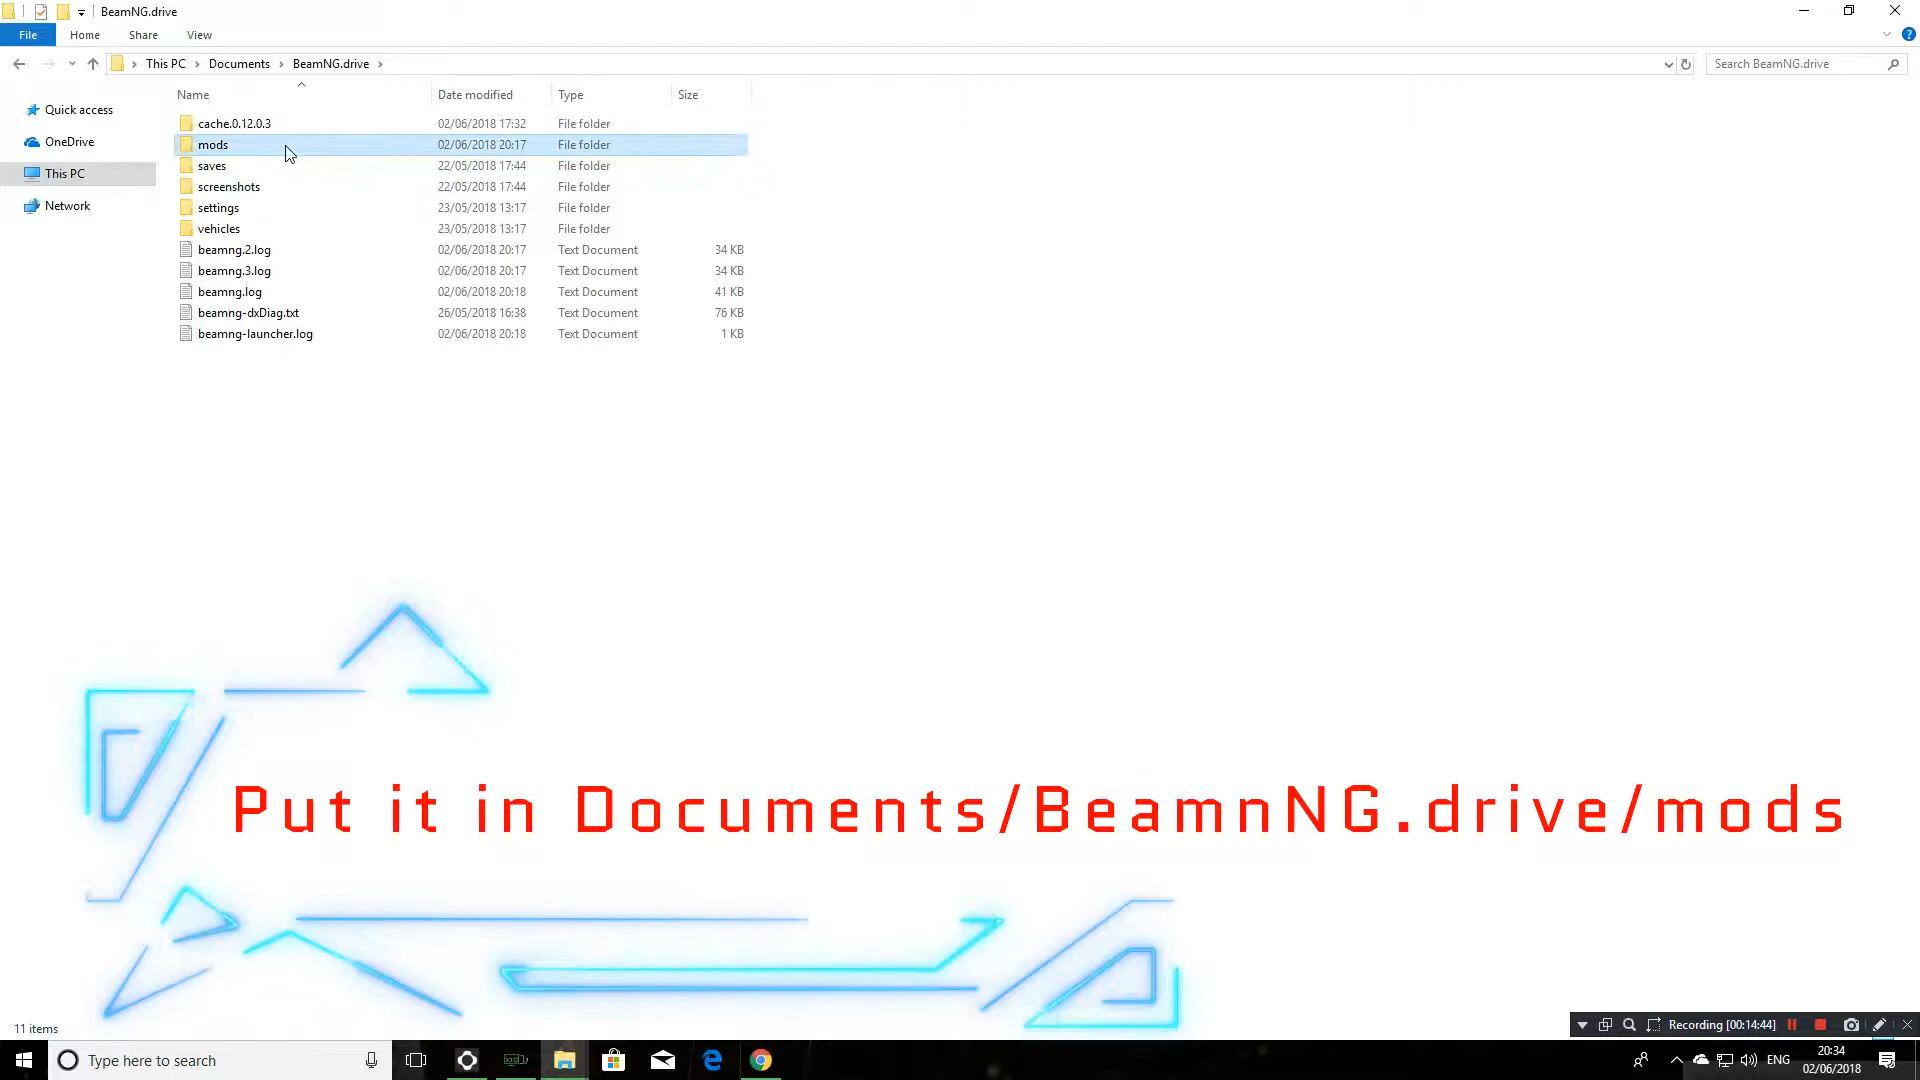 BeamNG.drive
File Home Share View
This PC > Documents > BeamNG.drive >
Search BeamNG.drive
Name Date modified Type Size
Quick access
OneDrive
This PC
Network
cache.0.12.0.3 02/06/2018 17:32 File folder
mods 02/06/2018 20:17 File folder
saves 22/05/2018 17:44 File folder
screenshots 22/05/2018 17:44 File folder
settings 23/05/2018 13:17 File folder
vehicles 23/05/2018 13:17 File folder
beamng.2.log 02/06/2018 20:17 Text Document 34 KB
beamng.3.log 02/06/2018 20:17 Text Document 34 KB
beamng.log 02/06/2018 20:18 Text Document 41 KB
beamng-dxDiag.txt 26/05/2018 16:38 Text Document 76 KB
beamng-launcher.log 02/06/2018 20:18 Text Document 1 KB
Put it in Documents/BeamnNG.drive/mods
11 items
Recording [00:14:44]
Type here to search
ENG
20:34
02/06/2018